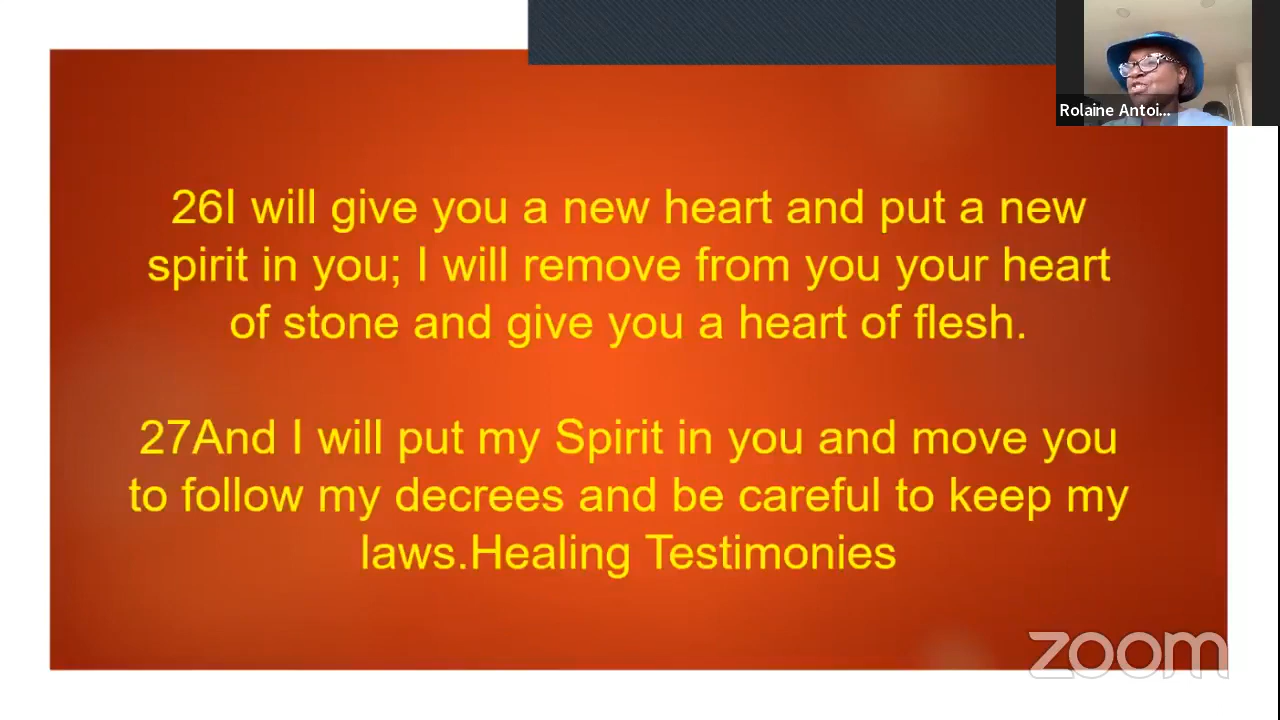 Rolaine Antoi...
26I will give you a new heart and put a new
spirit in you; I will remove from you your heart
of stone and give you a heart of flesh.
27And I will put my Spirit in you and move you
to follow my decrees and be careful to keep my
laws.Healing Testimonies
zoom